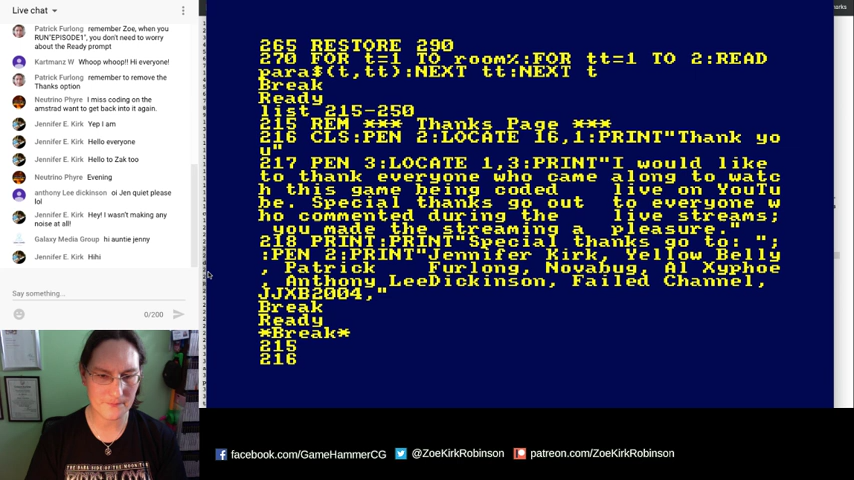 Live chat
Patrick Furlong remember Zoe, when you
RUN"EPISODE1", you don't need to worry
about the Ready prompt
Kartmanz W Whoop whoop!! Hi everyone!
Patrick Furlong remember to remove the
Thanks option
Neutrino Phyre I miss coding on the
amstrad want to get back into it again.
Jennifer E. Kirk Yep I am
Jennifer E. Kirk Hello everyone
Jennifer E. Kirk Hello to Zak too
Neutrino Phyre Evening
anthony Lee dickinson oi Jen quiet please
lol
Jennifer E. Kirk Hey! I wasn't making any
noise at all!
Galaxy Media Group hi auntie jenny
Jennifer E. Kirk Hihi
Say something...
0/200
265 RESTORE 290
270 FOR t=1 TO room%:FOR tt=1 TO 2:READ
para$(t,tt):NEXT tt:NEXT t
Break
Ready
list 215-250
215 REM *** Thanks Page ***
216 CLS:PEN 2:LOCATE 16,1:PRINT"Thank yo
u"
217 PEN 3:LOCATE 1,3:PRINT"I would like
to thank everyone who came along to watc
h this game being coded live on YouTu
be. Special thanks go out to everyone w
ho commented during the live streams;
you made the streaming a pleasure."
218 PRINT:PRINT"Special thanks go to: ";
:PEN 2:PRINT"Jennifer Kirk, Yellow Belly
, Patrick Furlong, Novabug, Al Xyphoe
, Anthony LeeDickinson, Failed Channel,
JJXB2004,"
Break
Ready
*Break*
215
216
facebook.com/GameHammerCG @ZoeKirkRobinson patreon.com/ZoeKirkRobinson